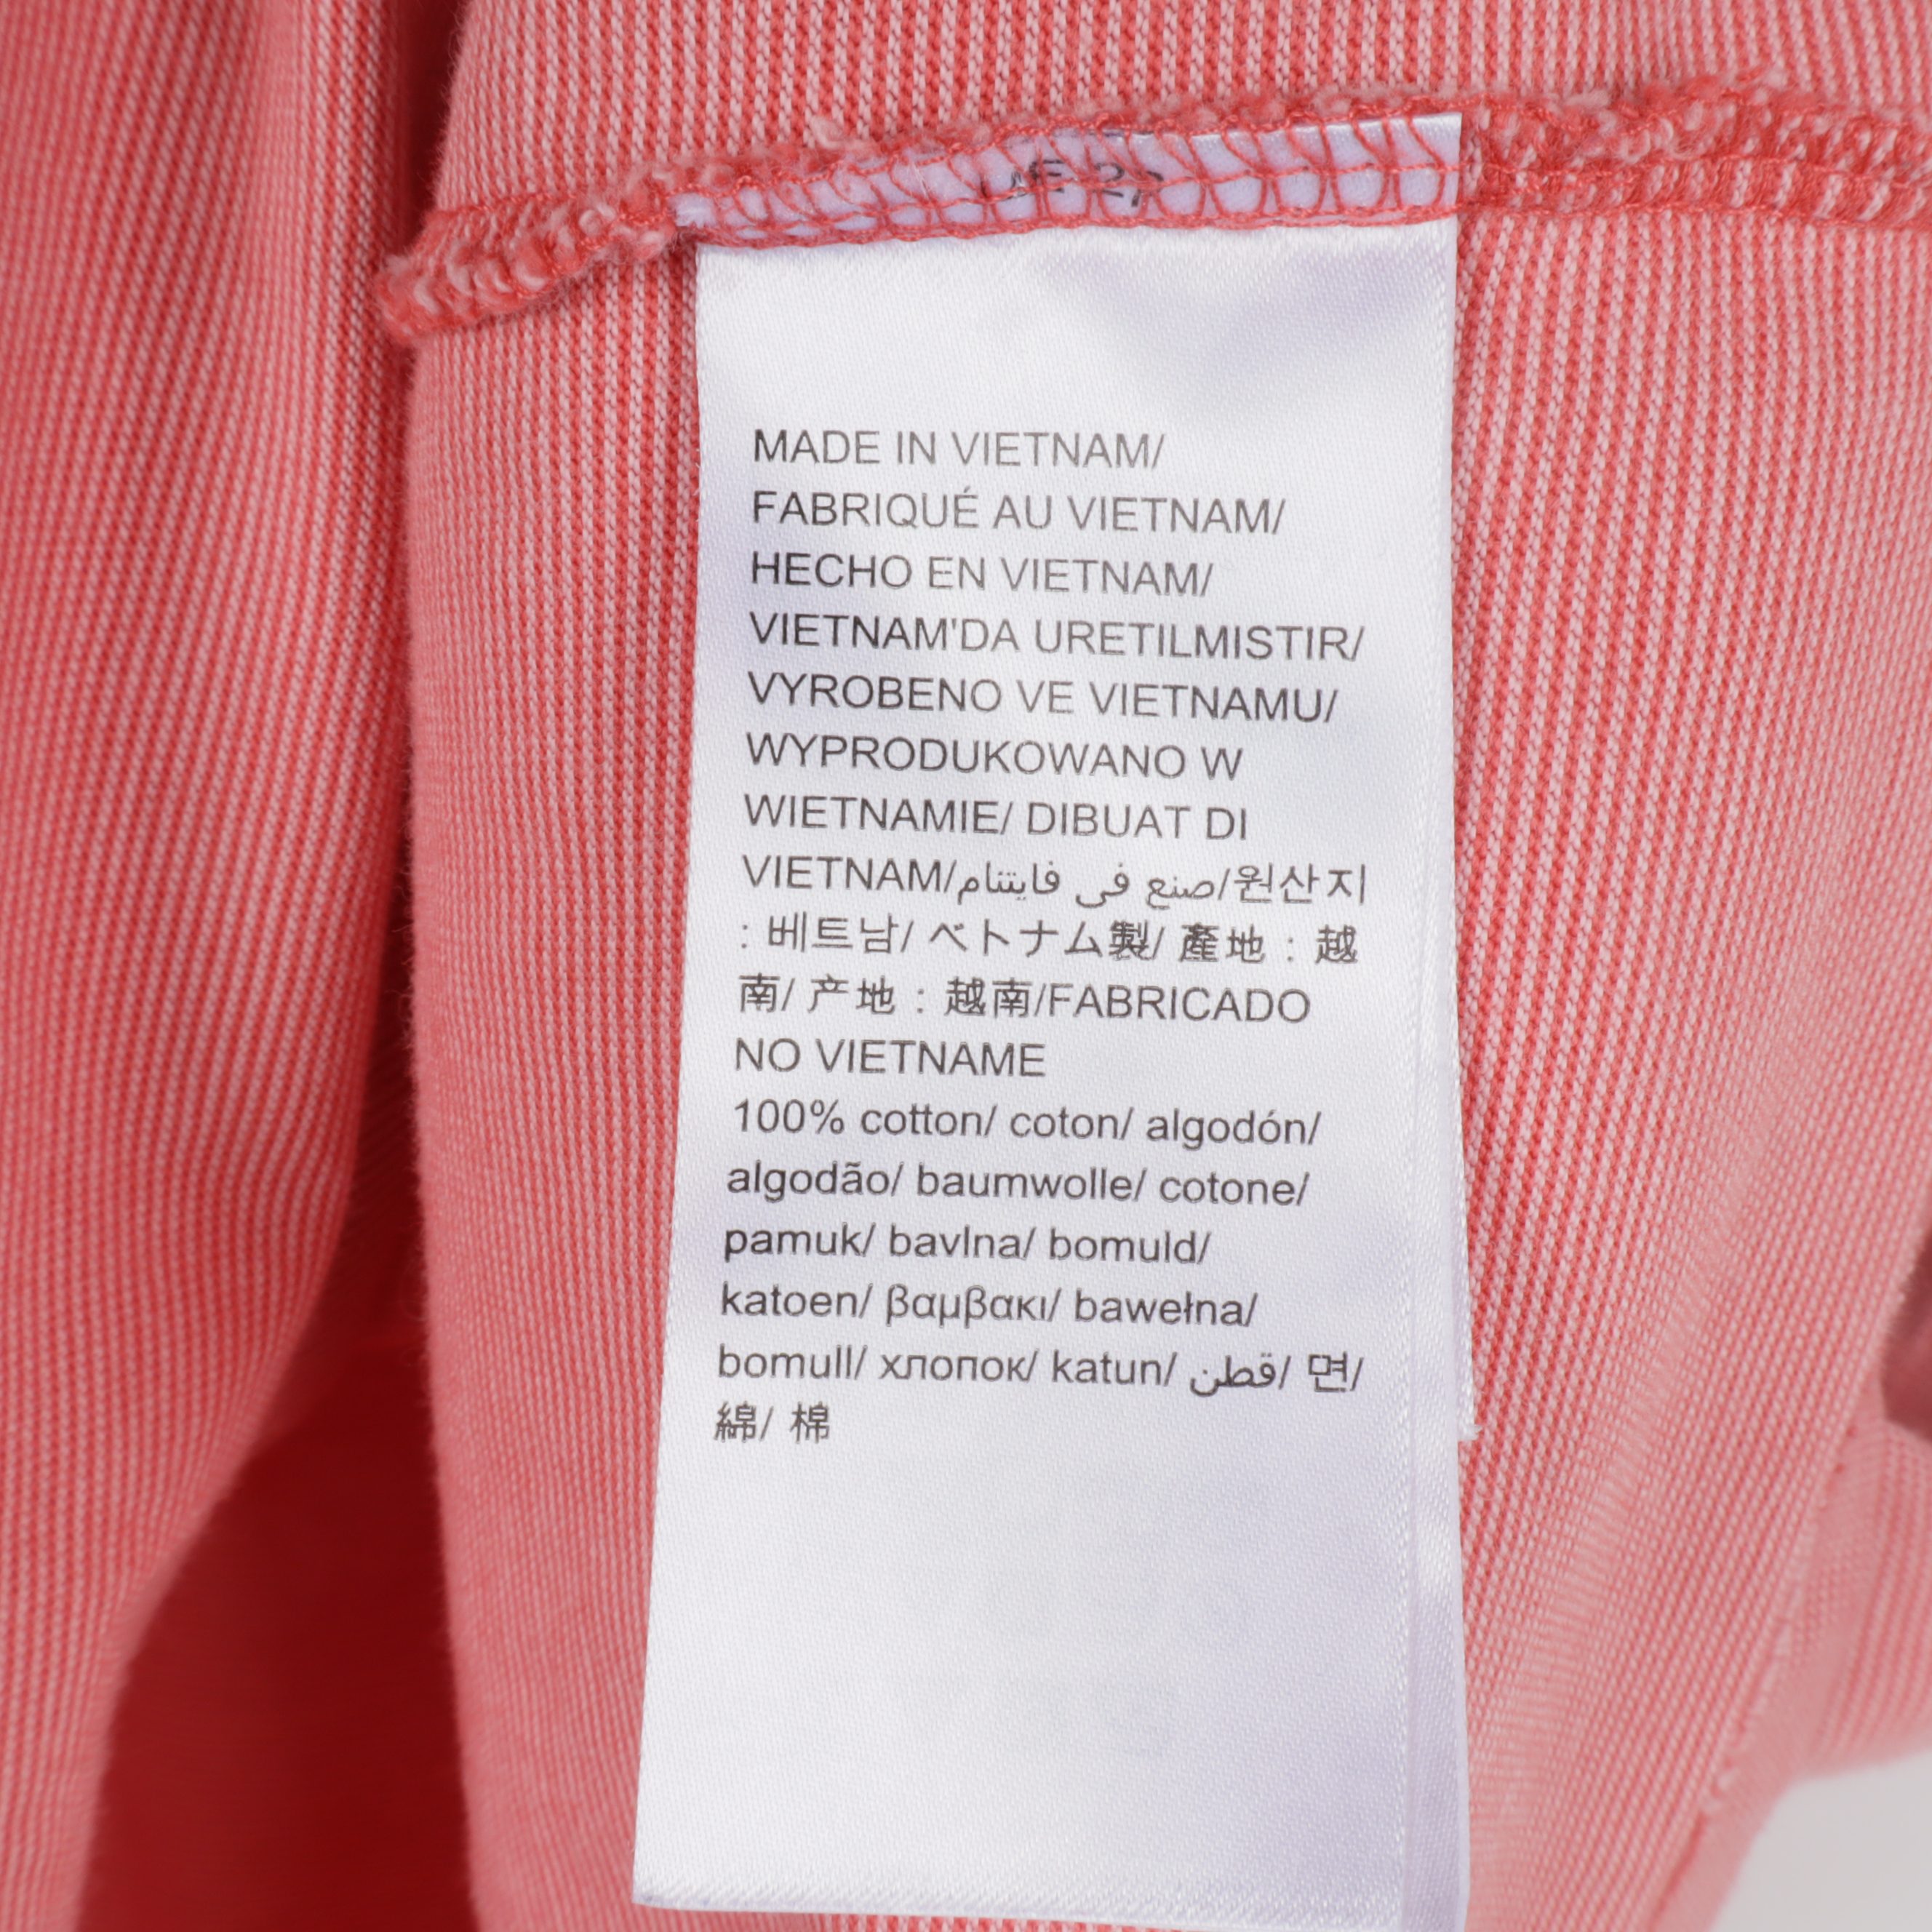 MADE IN VIETNAM/
FABRIQUÉ AU VIETNAM/
HECHO EN VIETNAM/
VIETNAM'DA URETILMISTIR/
VYROBENO VE VIETNAMU/
WYPRODUKOWANO W
WIETNAMIE/ DIBUAT DI
VIETNAM/صنع في فايتنام/원산지
: 베트남/ ベトナム製/ 產地：越
南/ 产地：越南/FABRICADO
NO VIETNAME
100% cotton/ coton/ algodón/
algodão/ baumwolle/ cotone/
pamuk/ bavlna/ bomuld/
katoen/ βαμβακι/ bawełna/
bomull/ хлопок/ katun/ قطن/ 면/
綿/ 棉